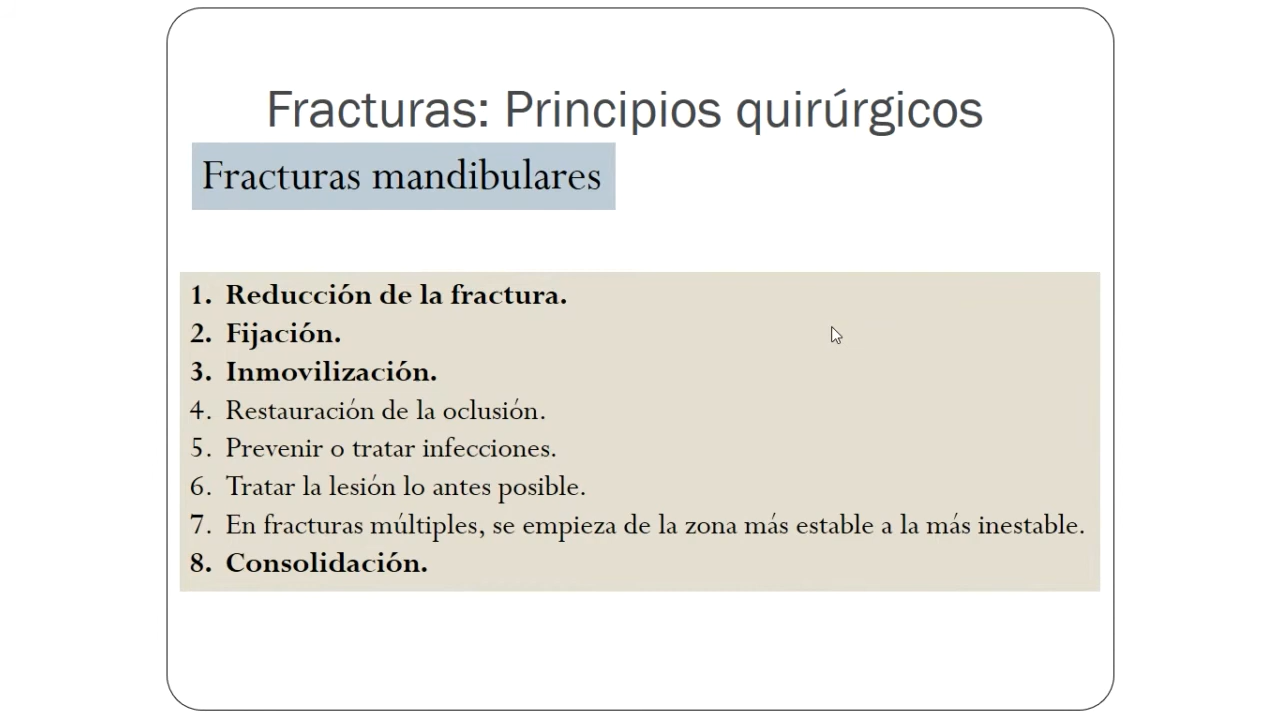 Fracturas: Principios quirúrgicos
Fracturas mandibulares
1. Reducción de la fractura.
2. Fijación.
3. Inmovilización.
4. Restauración de la oclusión.
5. Prevenir o tratar infecciones.
6. Tratar la lesión lo antes posible.
7. En fracturas múltiples, se empieza de la zona más estable a la más inestable.
8. Consolidación.